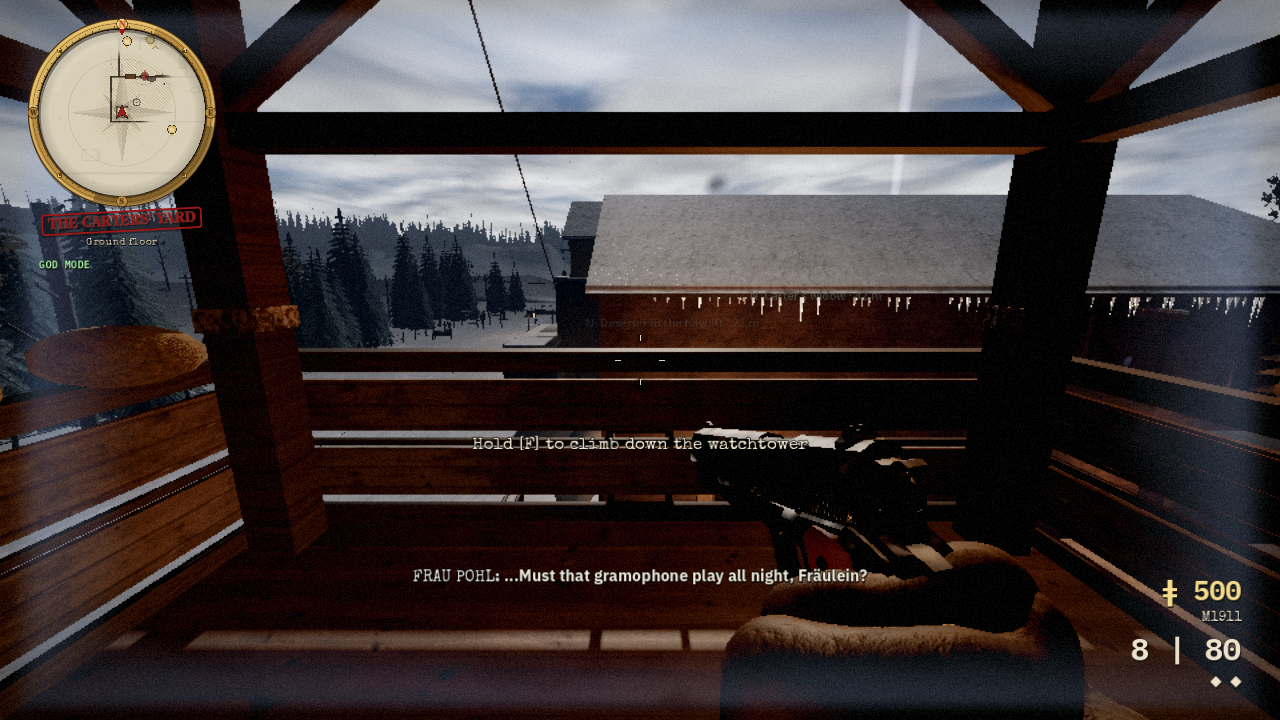 N
W
E
S
THE CARTERS' YARD
Ground floor
GOD MODE
Hold [F] to climb down the watchtower
FRAU POHL: ...Must that gramophone play all night, Fräulein?
‡ 500
M1911
8 | 80